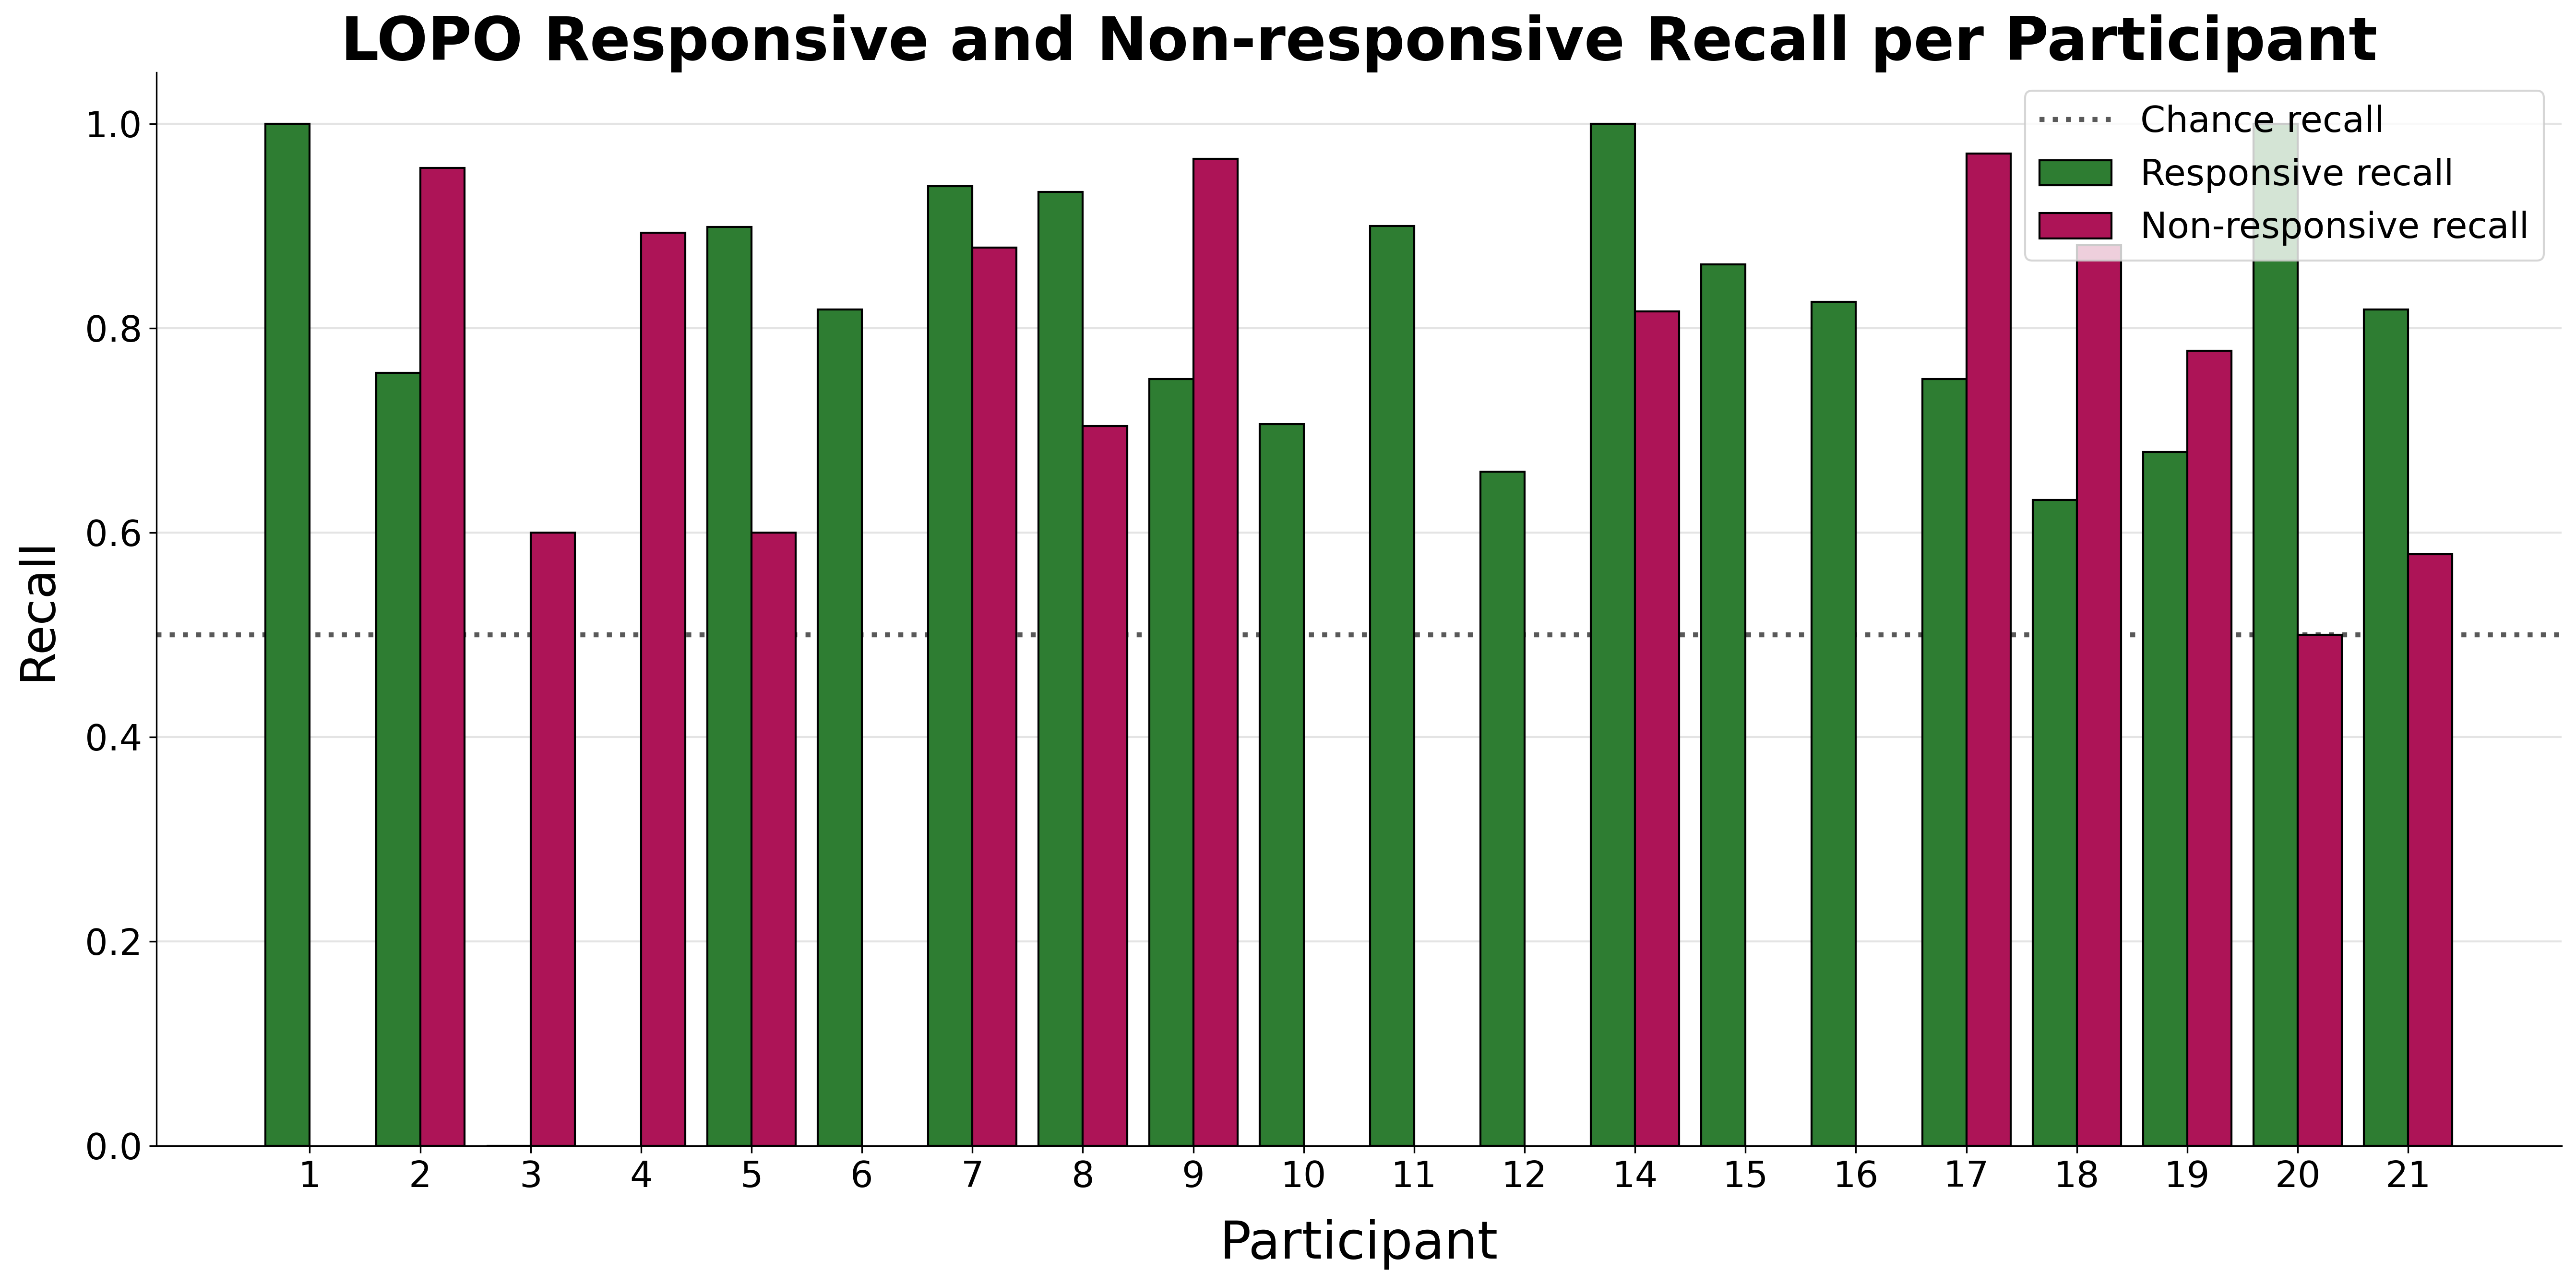 LOPO Responsive and Non-responsive Recall per Participant
Chance recall
Responsive recall
Non-responsive recall
Recall
1.0
0.8
0.6
0.4
0.2
0.0
1 2 3 4 5 6 7 8 9 10 11 12 14 15 16 17 18 19 20 21
Participant